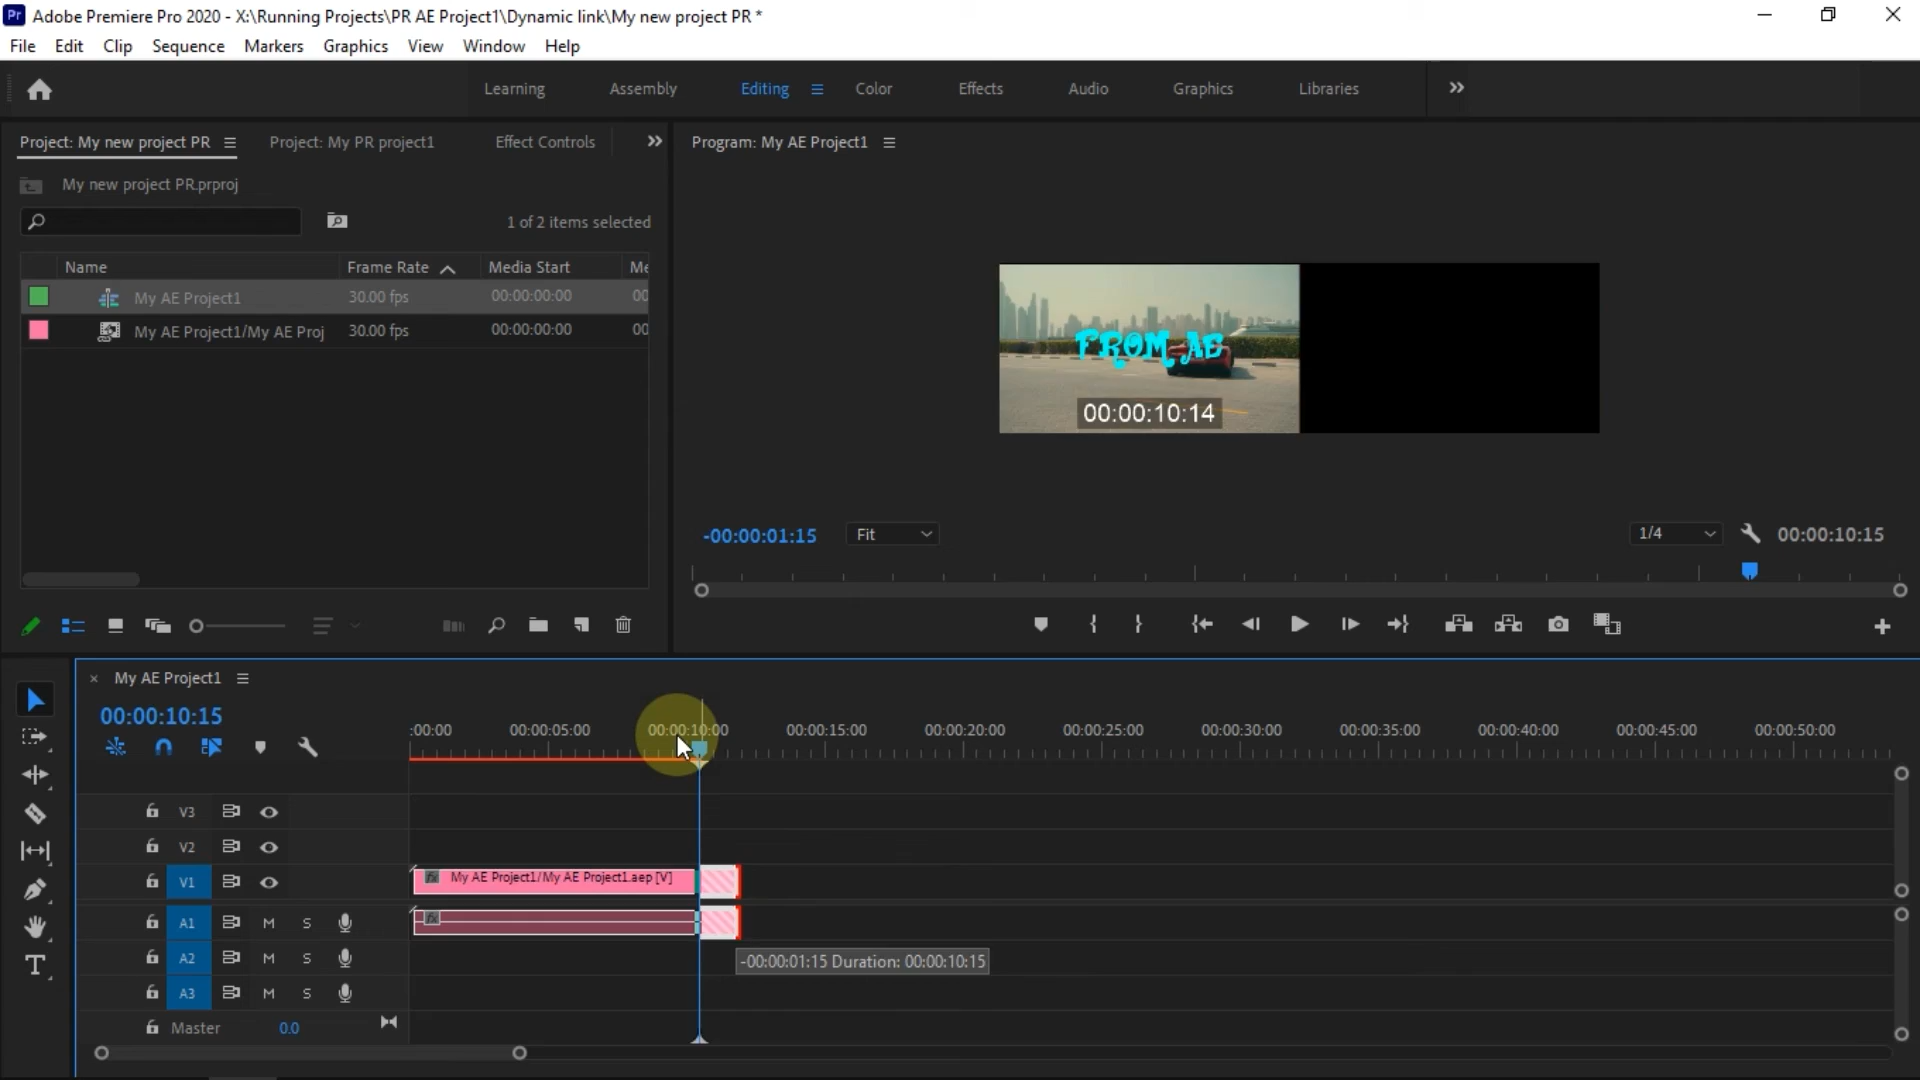 Pr Adobe Premiere Pro 2020 - X:\Running Projects\PR AE Project1\Dynamic link\My new project PR *
File Edit Clip Sequence Markers Graphics View Window Help
Learning Assembly Editing Color Effects Audio Graphics Libraries
Project: My new project PR Project: My PR project1 Effect Controls
Program: My AE Project1
My new project PR.prproj
1 of 2 items selected
Name Frame Rate Media Start Me
My AE Project1 30.00 fps 00:00:00:00 00
My AE Project1/My AE Proj 30.00 fps 00:00:00:00 00
FROM AE
00:00:10:14
-00:00:01:15 Fit 1/4 00:00:10:15
My AE Project1
00:00:10:15
:00:00 00:00:05:00 00:00:10:00 00:00:15:00 00:00:20:00 00:00:25:00 00:00:30:00 00:00:35:00 00:00:40:00 00:00:45:00 00:00:50:00
V3
V2
V1 fx My AE Project1/My AE Project1.aep [V]
A1 M S fx
A2 M S -00:00:01:15 Duration: 00:00:10:15
A3 M S
Master 0.0